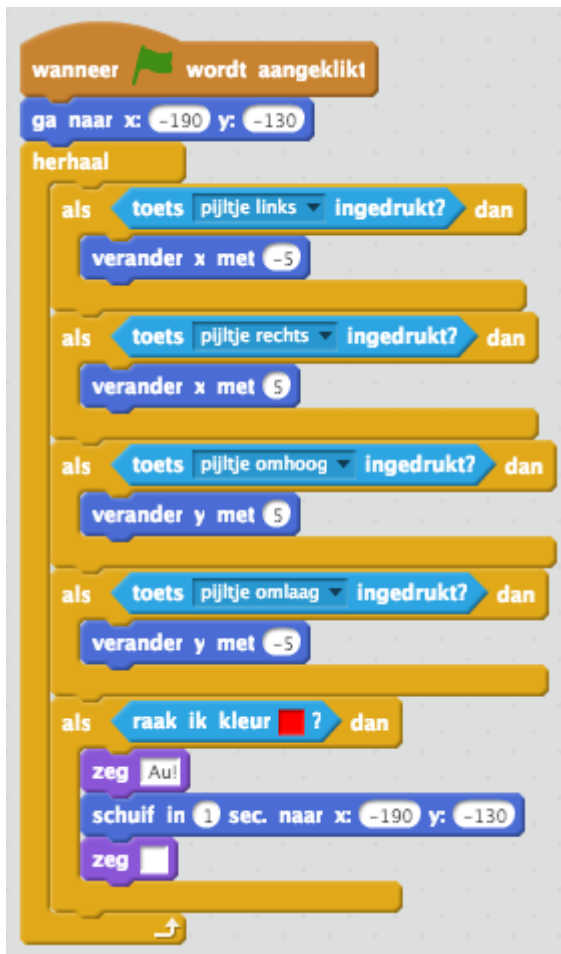 wanneer wordt aangeklikt
ga naar x: -190 y: -130
herhaal
als toets pijltje links ingedrukt? dan
verander x met -5
als toets pijltje rechts ingedrukt? dan
verander x met 5
als toets pijltje omhoog ingedrukt? dan
verander y met 5
als toets pijltje omlaag ingedrukt? dan
verander y met -5
als raak ik kleur ? dan
zeg Au!
schuif in 1 sec. naar x: -190 y: -130
zeg